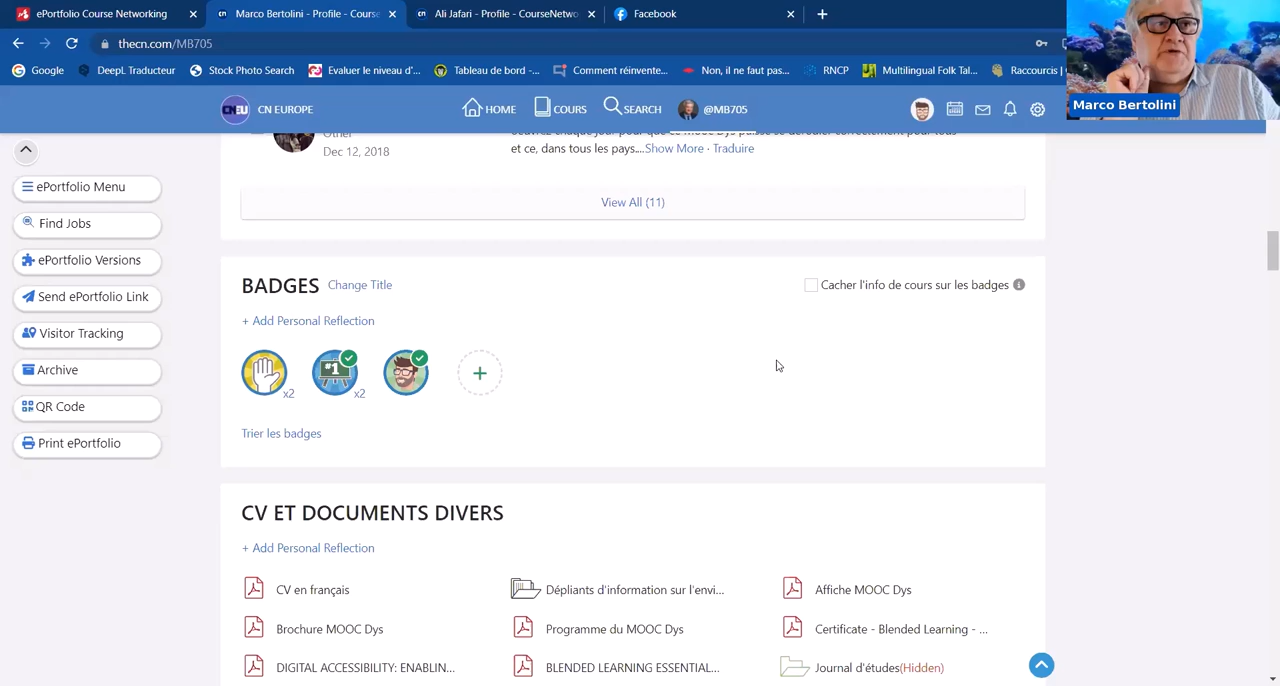 ePortfolio Course Networking
Marco Bertolini - Profile - Course
Ali Jafari - Profile - CourseNetwo
Facebook
thecn.com/MB705
Google
DeepL Traducteur
Stock Photo Search
Evaluer le niveau d'...
Tableau de bord -...
Comment réinvente...
Non, il ne faut pas...
RNCP
Multilingual Folk Tal...
Raccourcis
Marco Bertolini
CNEU
CN EUROPE
HOME
COURS
SEARCH
@MB705
Other
Dec 12, 2018
et ce, dans tous les pays....Show More · Traduire
View All (11)
ePortfolio Menu
Find Jobs
ePortfolio Versions
Send ePortfolio Link
Visitor Tracking
Archive
QR Code
Print ePortfolio
BADGES Change Title
Cacher l'info de cours sur les badges
+ Add Personal Reflection
#1
x2
x2
Trier les badges
CV ET DOCUMENTS DIVERS
+ Add Personal Reflection
CV en français
Dépliants d'information sur l'envi...
Affiche MOOC Dys
Brochure MOOC Dys
Programme du MOOC Dys
Certificate - Blended Learning - ...
DIGITAL ACCESSIBILITY: ENABLIN...
BLENDED LEARNING ESSENTIAL...
Journal d'études(Hidden)